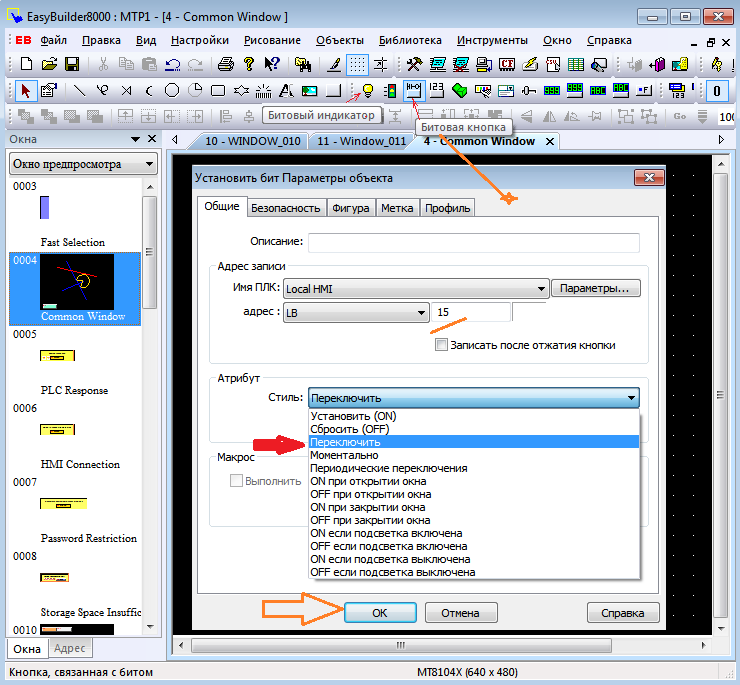 EasyBuilder8000 : MTP1 - [4 - Common Window ]
EB Файл Правка Вид Настройки Рисование Объекты Библиотека Инструменты Окно Справка
Битовый индикатор
Битовая кнопка
Окна
10 - WINDOW_010 11 - Window_011 4 - Common Window
Окно предпросмотра
0003
Fast Selection
0004
Common Window
0005
PLC Response
0006
HMI Connection
0007
Password Restriction
0008
Storage Space Insuffic
0010
Окна Адрес
Установить бит Параметры объекта
Общие Безопасность Фигура Метка Профиль
Описание:
Адрес записи
Имя ПЛК: Local HMI Параметры...
адрес : LB 15
Записать после отжатия кнопки
Атрибут
Стиль: Переключить
Установить (ON)
Сбросить (OFF)
Переключить
Моментально
Периодические переключения
ON при открытии окна
OFF при открытии окна
ON при закрытии окна
OFF при закрытии окна
ON если подсветка включена
OFF если подсветка включена
ON если подсветка выключена
OFF если подсветка выключена
Макрос
Выполнить
OK Отмена Справка
Кнопка, связанная с битом MT8104X (640 x 480)